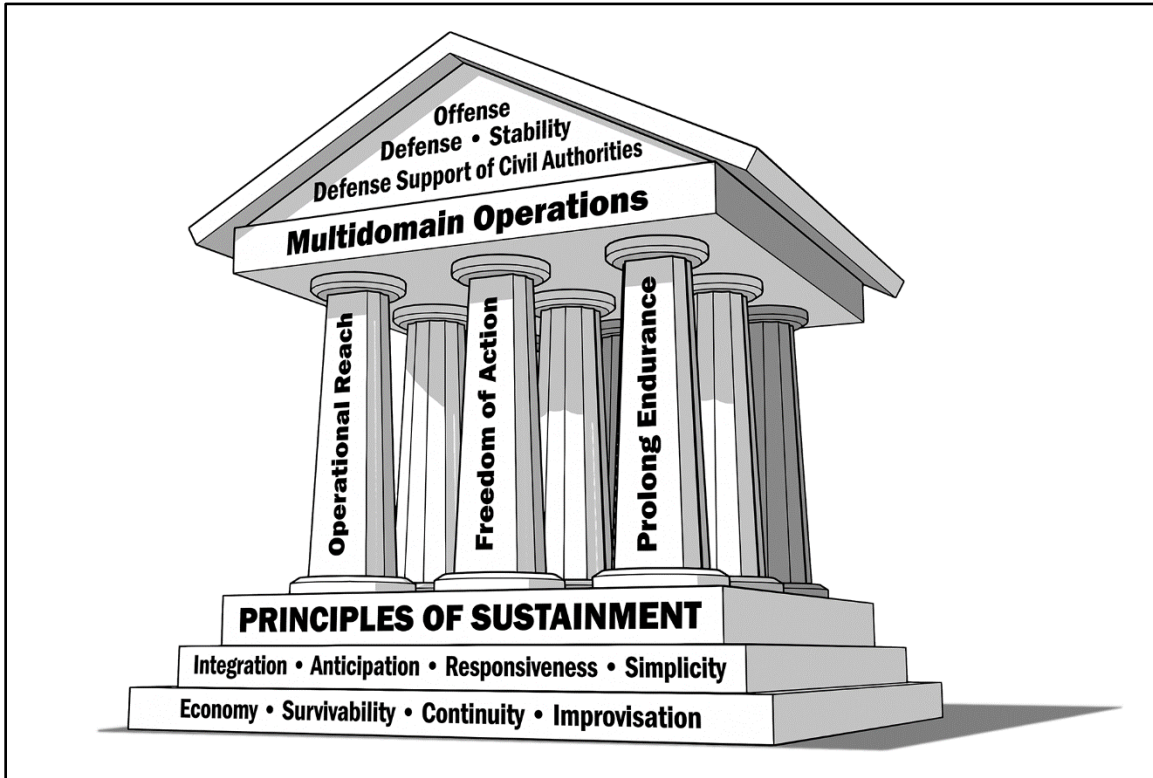 Offense
Defense • Stability
Defense Support of Civil Authorities
Multidomain Operations
Operational Reach
Freedom of Action
Prolong Endurance
PRINCIPLES OF SUSTAINMENT
Integration • Anticipation • Responsiveness • Simplicity
Economy • Survivability • Continuity • Improvisation